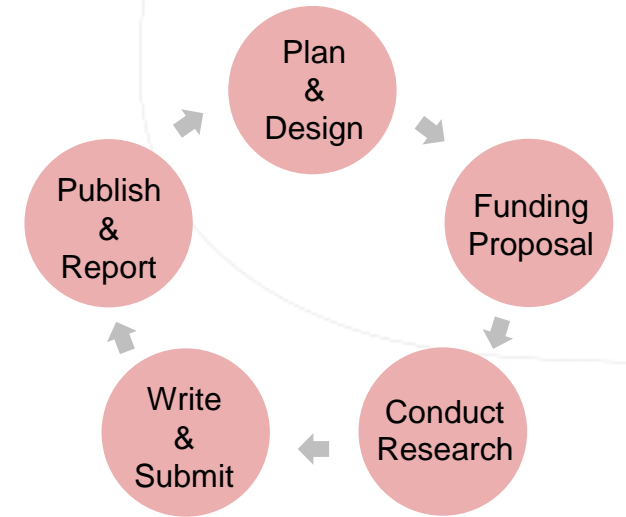 Plan
&
Design
Funding
Proposal
Conduct
Research
Write
&
Submit
Publish
&
Report